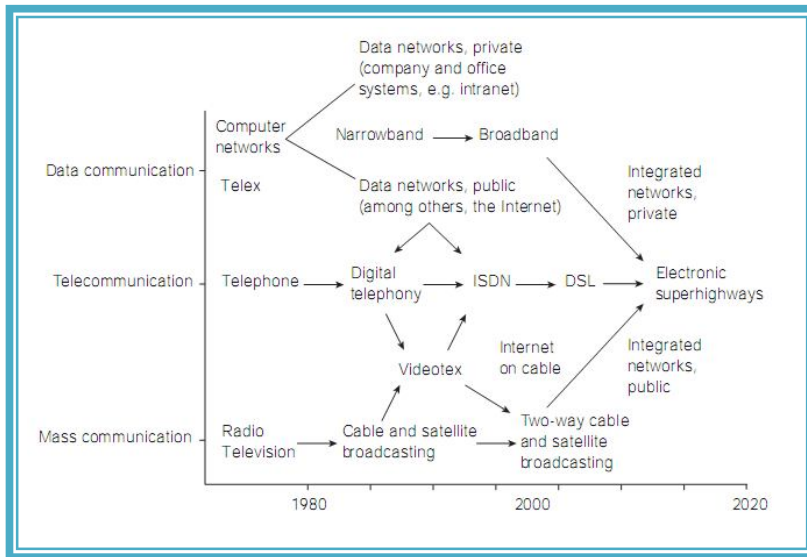 Data networks, private
(company and office
systems, e.g. intranet)
Computer
networks
Narrowband
Broadband
Data communication
Telex
Data networks, public
(among others, the Internet)
Integrated
networks,
private
Telecommunication
Telephone
Digital
telephony
ISDN
DSL
Electronic
superhighways
Videotex
Internet
on cable
Integrated
networks,
public
Mass communication
Radio
Television
Cable and satellite
broadcasting
Two-way cable
and satellite
broadcasting
1980
2000
2020